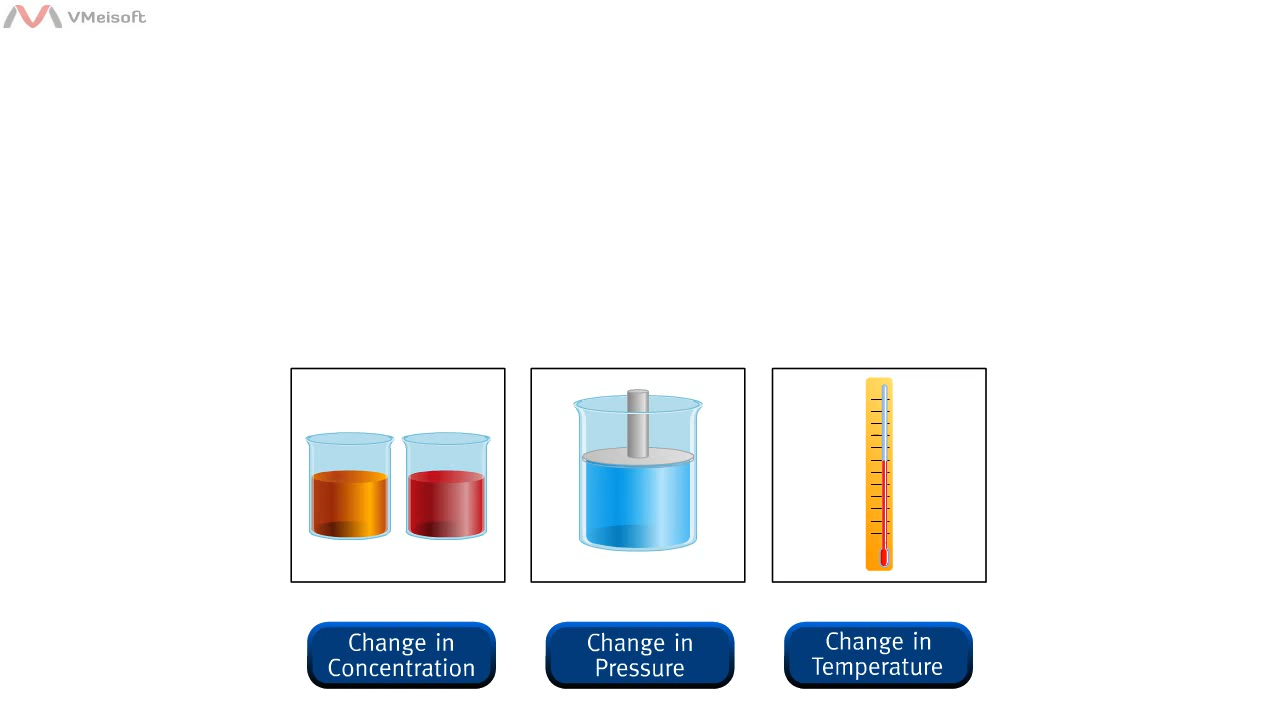 VMeisoft
Change in
Concentration
Change in
Pressure
Change in
Temperature